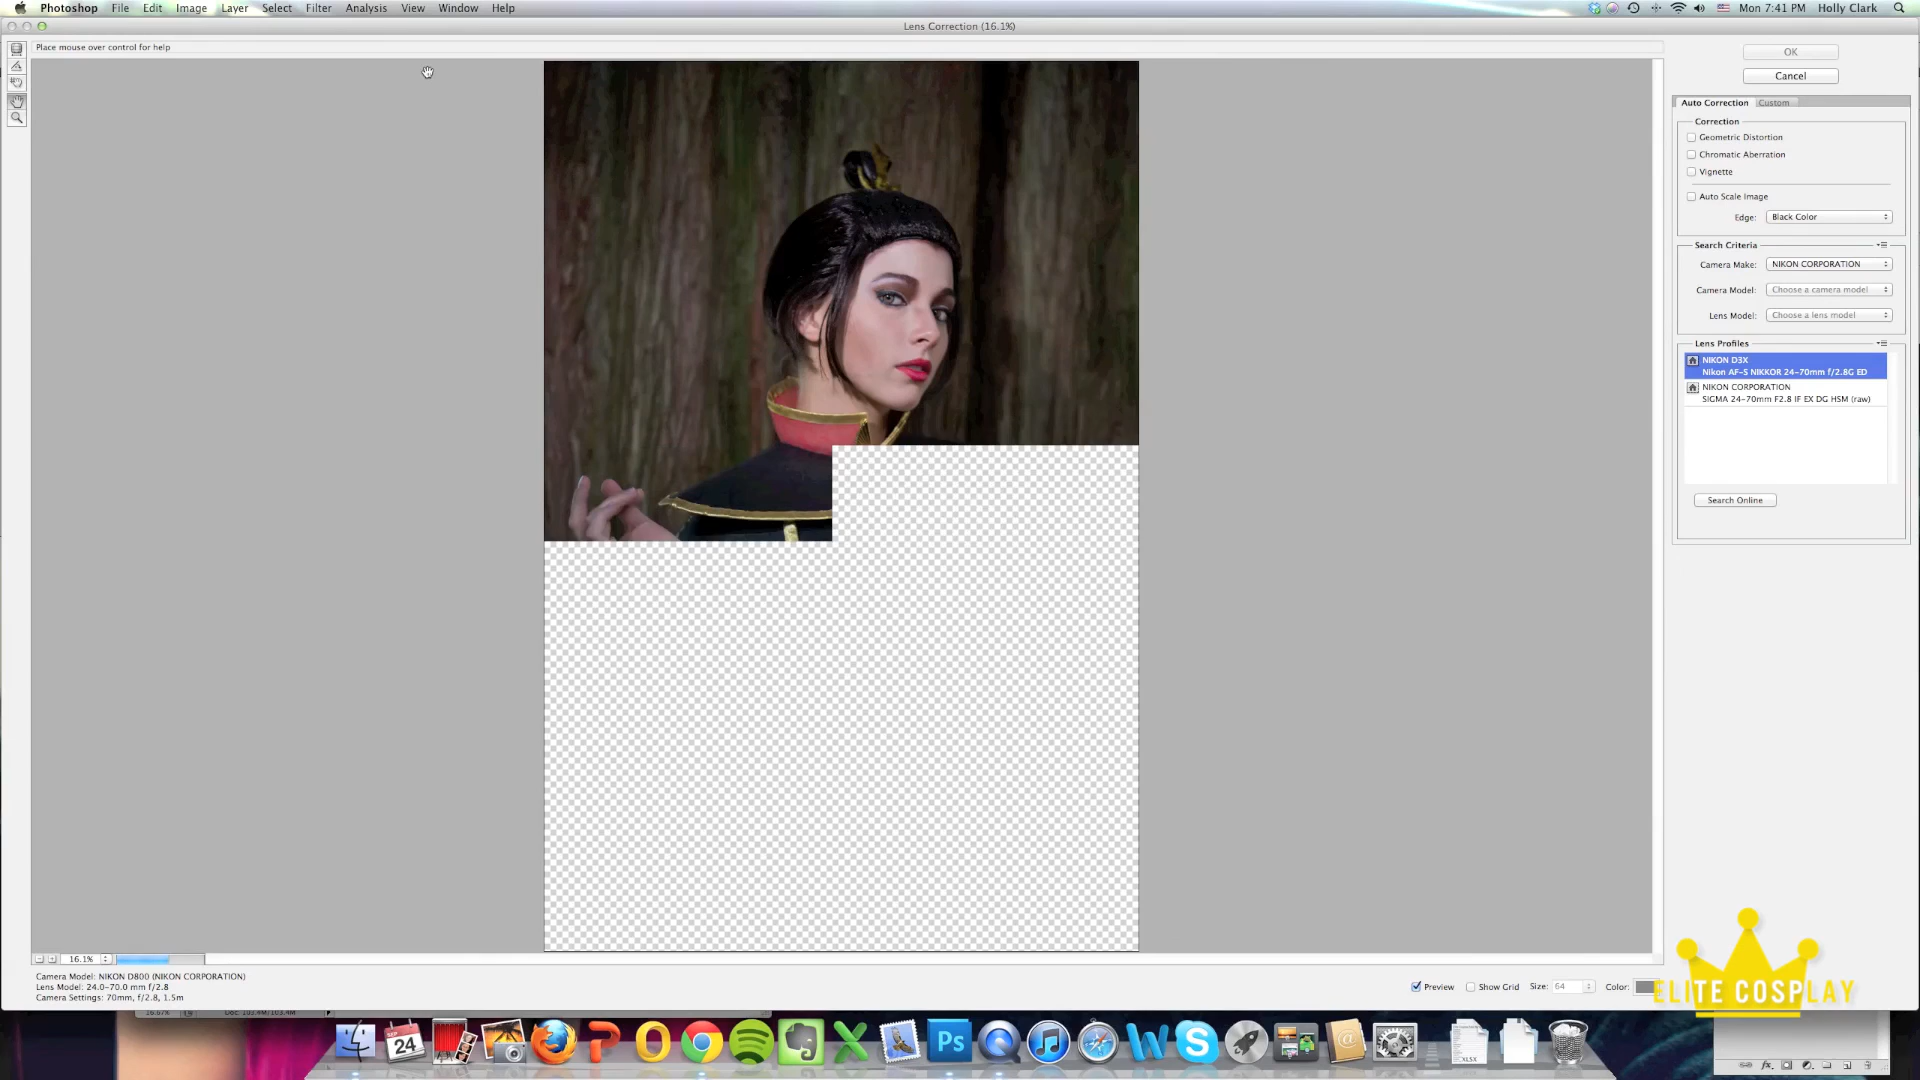 Photoshop File Edit Image Layer Select Filter Analysis View Window Help Mon 7:41 PM Holly Clark
Lens Correction (16.1%)
Place mouse over control for help
OK
Cancel
Auto Correction Custom
Correction
Geometric Distortion
Chromatic Aberration
Vignette
Auto Scale Image
Edge: Black Color
Search Criteria
Camera Make: NIKON CORPORATION
Camera Model: Choose a camera model
Lens Model: Choose a lens model
Lens Profiles
NIKON D3X
Nikon AF-S NIKKOR 24-70mm f/2.8G ED
NIKON CORPORATION
SIGMA 24-70mm F2.8 IF EX DG HSM (raw)
Search Online
16.1%
Camera Model: NIKON D800 (NIKON CORPORATION)
Lens Model: 24.0-70.0 mm f/2.8
Camera Settings: 70mm, f/2.8, 1.5m
Preview Show Grid Size: 64 Color:
ELITE COSPLAY
24
Ps
XLSX
fx